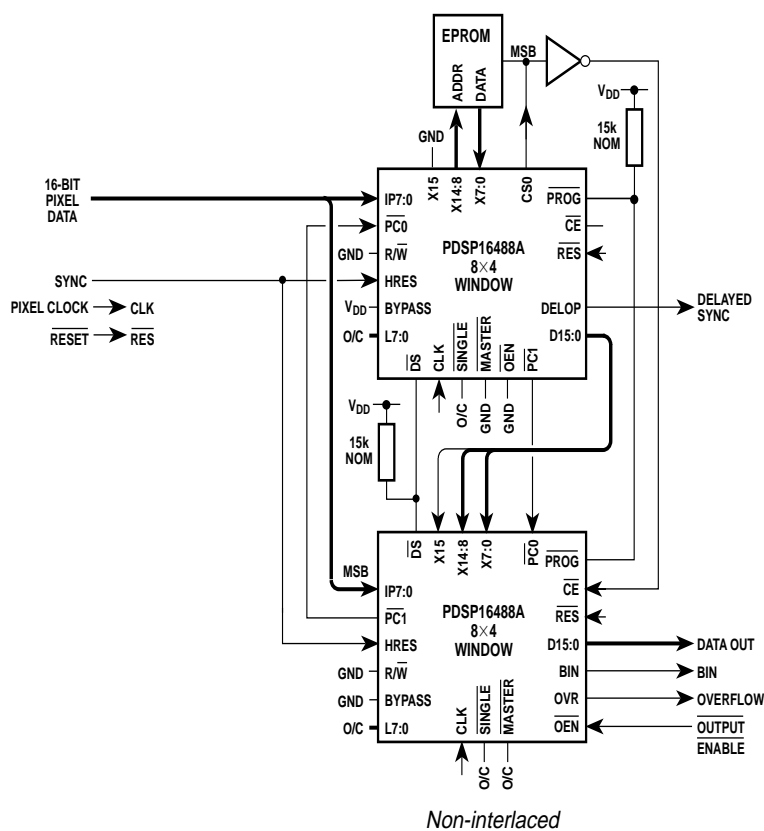 EPROM
MSB
ADDR
DATA
VDD
15k
NOM
GND
X15
X14:8
X7:0
CS0
16-BIT
PIXEL
DATA
IP7:0
PROG
PC0
CE
GND
R/W
PDSP16488A
8×4
WINDOW
RES
SYNC
HRES
PIXEL CLOCK
CLK
VDD
BYPASS
DELOP
DELAYED
SYNC
RESET
RES
O/C
L7:0
D15:0
DS
CLK
SINGLE
MASTER
OEN
PC1
O/C
GND
GND
VDD
15k
NOM
DS
X15
X14:8
X7:0
PC0
PROG
MSB
IP7:0
CE
PC1
PDSP16488A
8×4
WINDOW
RES
HRES
D15:0
DATA OUT
GND
R/W
BIN
BIN
GND
BYPASS
OVR
OVERFLOW
O/C
L7:0
CLK
SINGLE
MASTER
OEN
OUTPUT
ENABLE
O/C
O/C
Non-interlaced